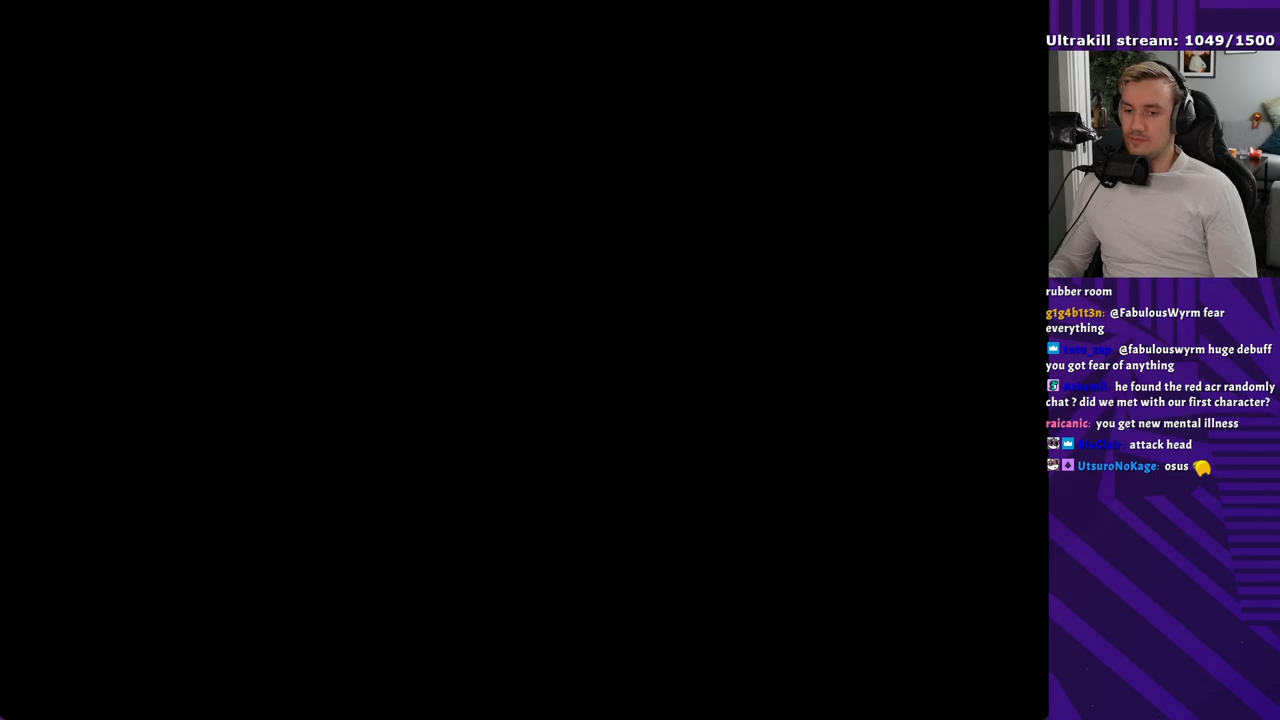 Ultrakill stream: 1049/1500
rubber room
g1g4b1t3n: @FabulousWyrm fear
everything
@fabulouswyrm huge debuff
you got fear of anything
he found the red acr randomly
chat ? did we met with our first character?
raicanic: you get new mental illness
attack head
UtsuroNoKage: osus